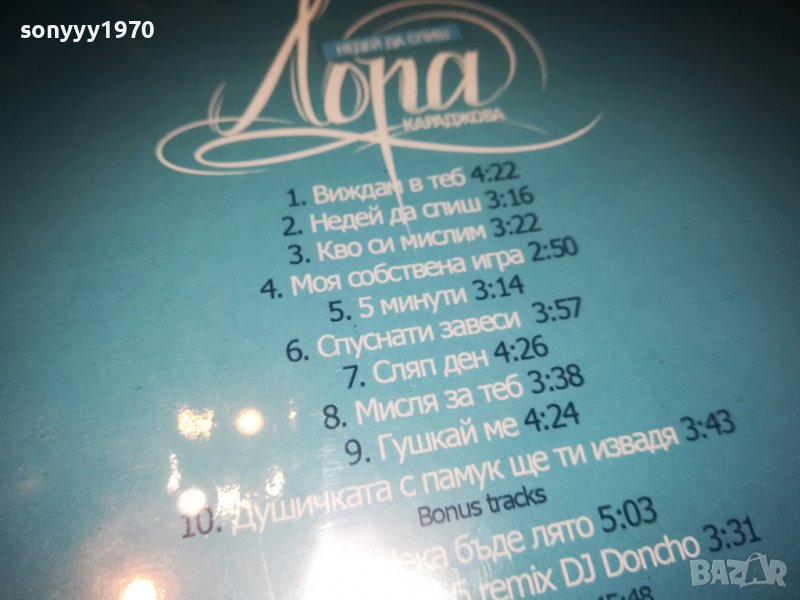 sonyyy1970
НЕДЕЙ ДА СПИШ
Лора
КАРАДЖОВА
1. Виждам в теб 4:22
2. Недей да спиш 3:16
3. Кво си мислим 3:22
4. Моя собствена игра 2:50
5. 5 минути 3:14
6. Спуснати завеси 3:57
7. Сляп ден 4:26
8. Мисля за теб 3:38
9. Гушкай ме 4:24
10. Душичката с памук ще ти извадя 3:43
Bonus tracks
бъде лято 5:03
remix DJ Doncho 3:31
BAZAR